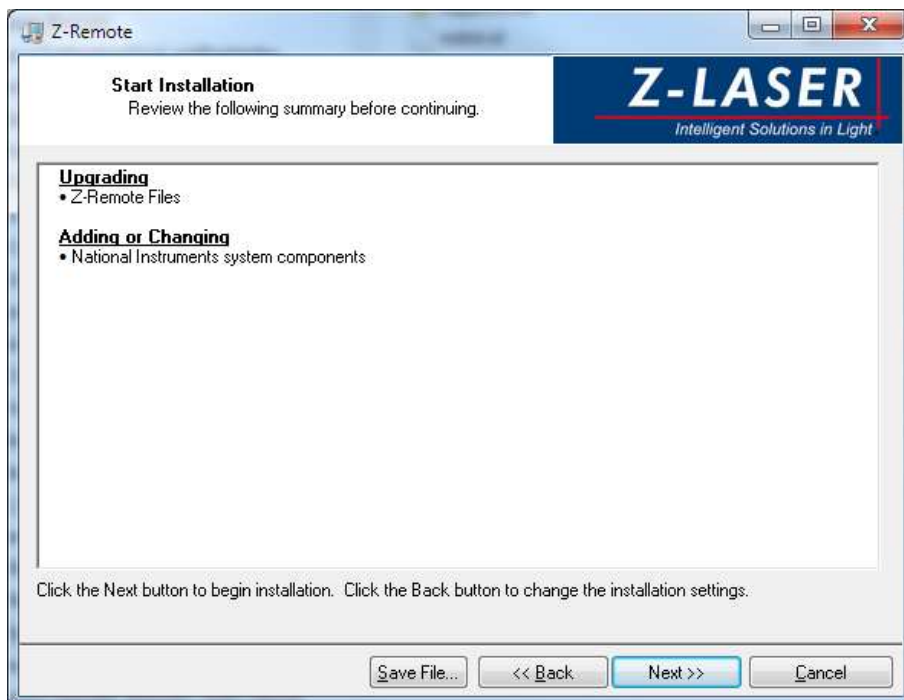 Z-Remote
Start Installation
Review the following summary before continuing.
Z-LASER
Intelligent Solutions in Light
Upgrading
• Z-Remote Files
Adding or Changing
• National Instruments system components
Click the Next button to begin installation. Click the Back button to change the installation settings.
Save File...
<< Back
Next >>
Cancel